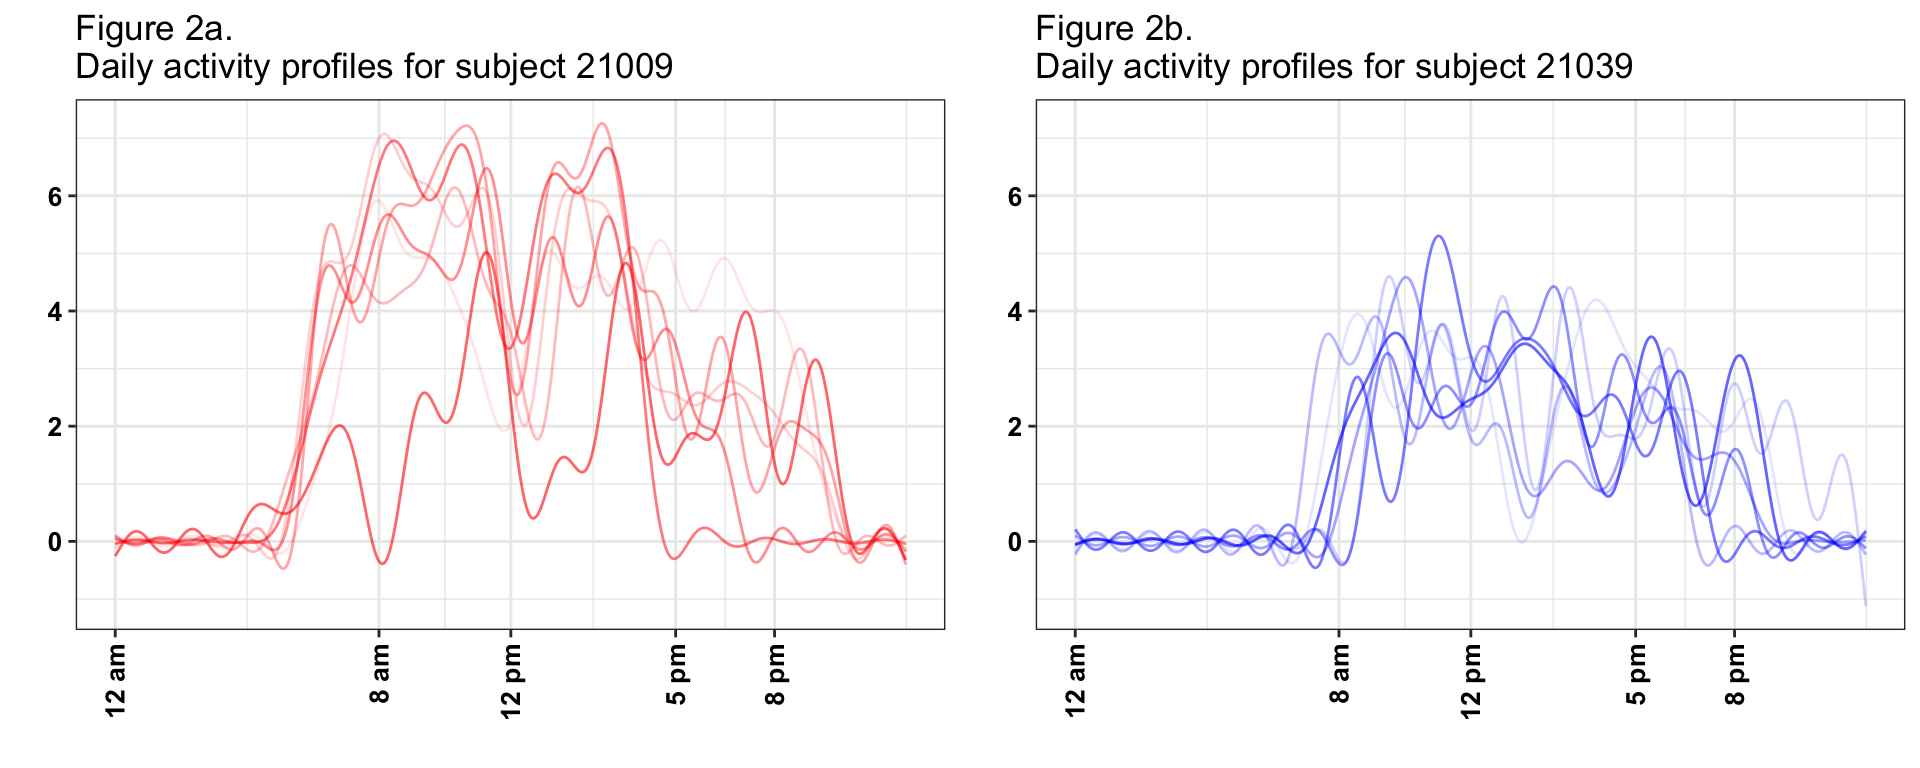 Figure 2a.
Daily activity profiles for subject 21009
6
4
2
0
12 am
8 am
12 pm
5 pm
8 pm
Figure 2b.
Daily activity profiles for subject 21039
6
4
2
0
12 am
8 am
12 pm
5 pm
8 pm